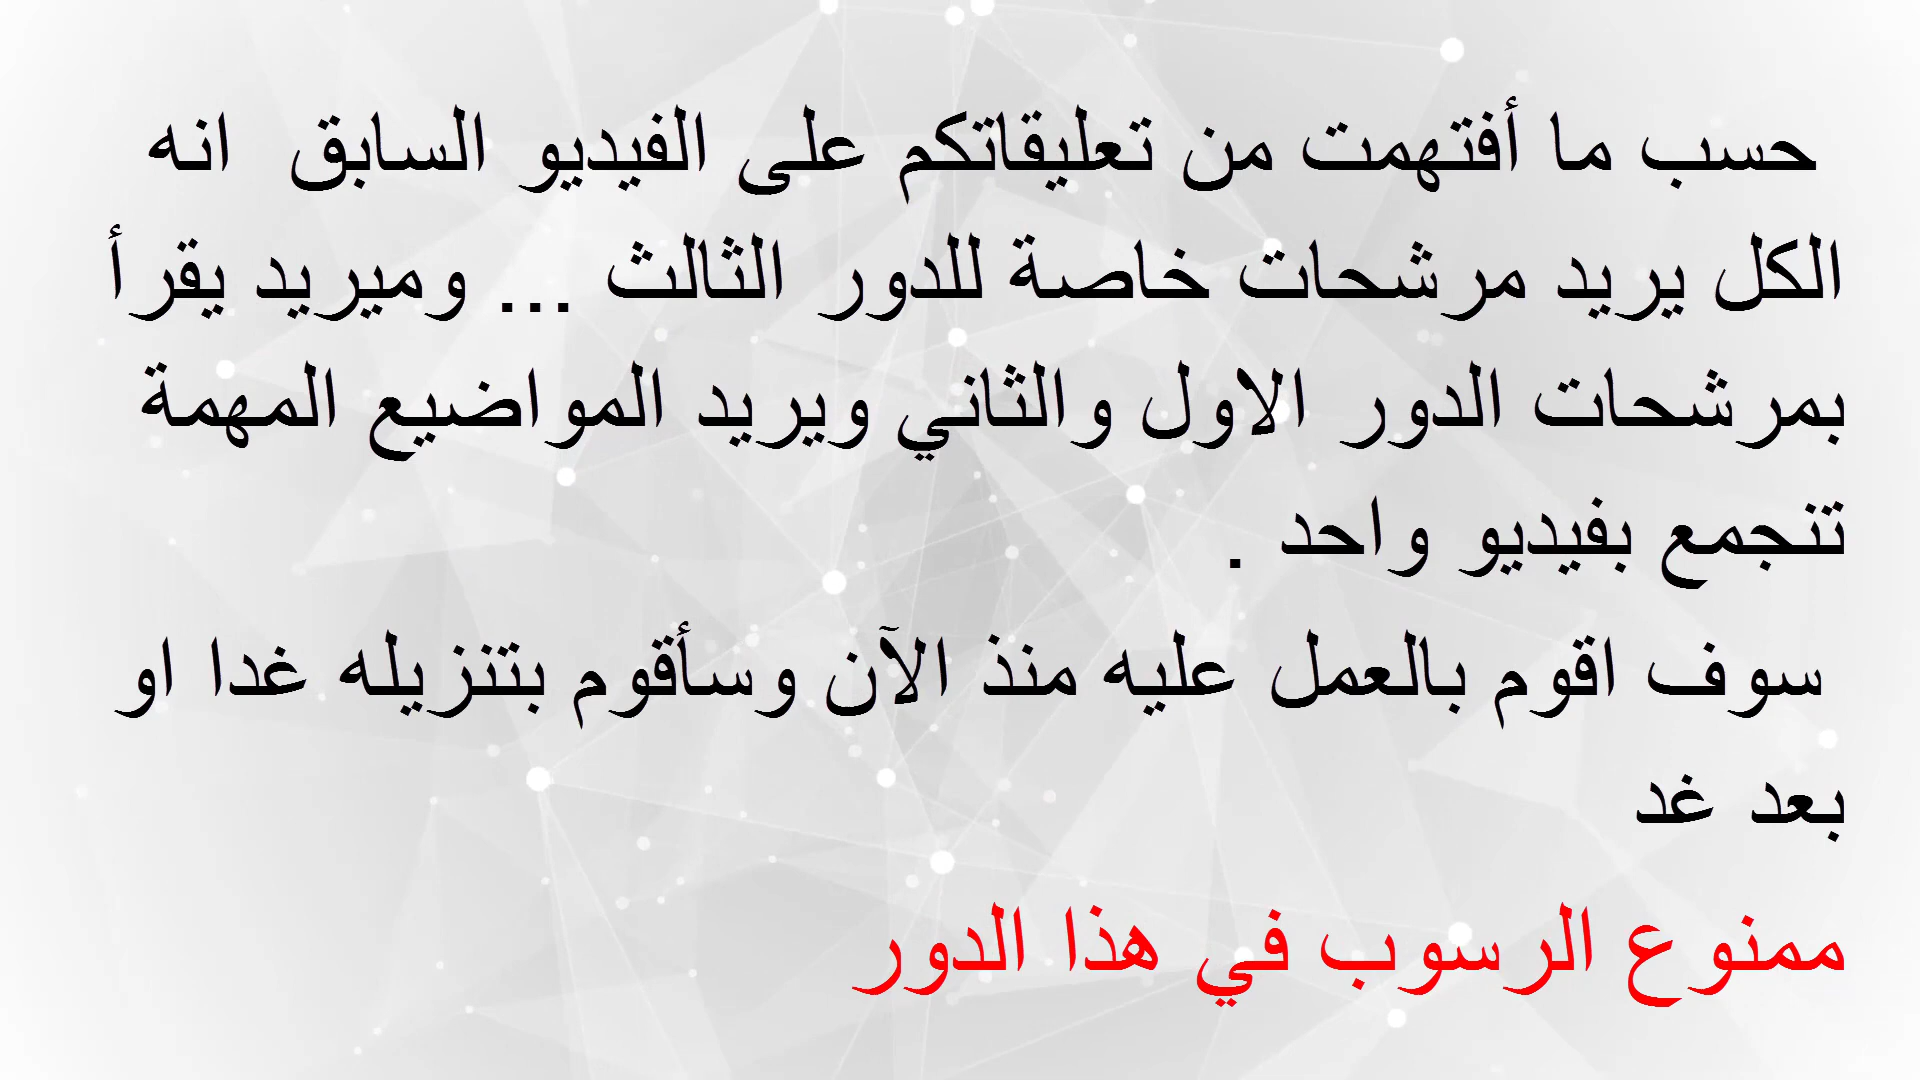 حسب ما أفتهمت من تعليقاتكم على الفيديو السابق انه
الكل يريد مرشحات خاصة للدور الثالث ... وميريد يقرأ
بمرشحات الدور الاول والثاني ويريد المواضيع المهمة
تنجمع بفيديو واحد .
سوف اقوم بالعمل عليه منذ الآن وسأقوم بتنزيله غدا او
بعد غد
ممنوع الرسوب في هذا الدور